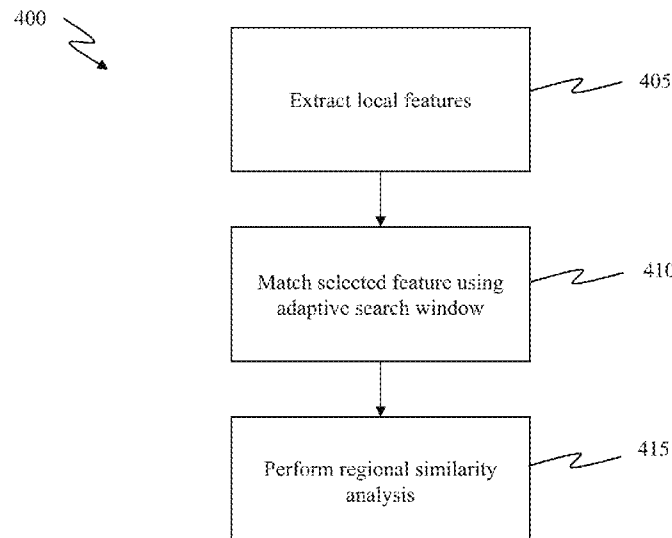 400
Extract local features
405
Match selected feature using
adaptive search window
410
Perform regional similarity
analysis
415